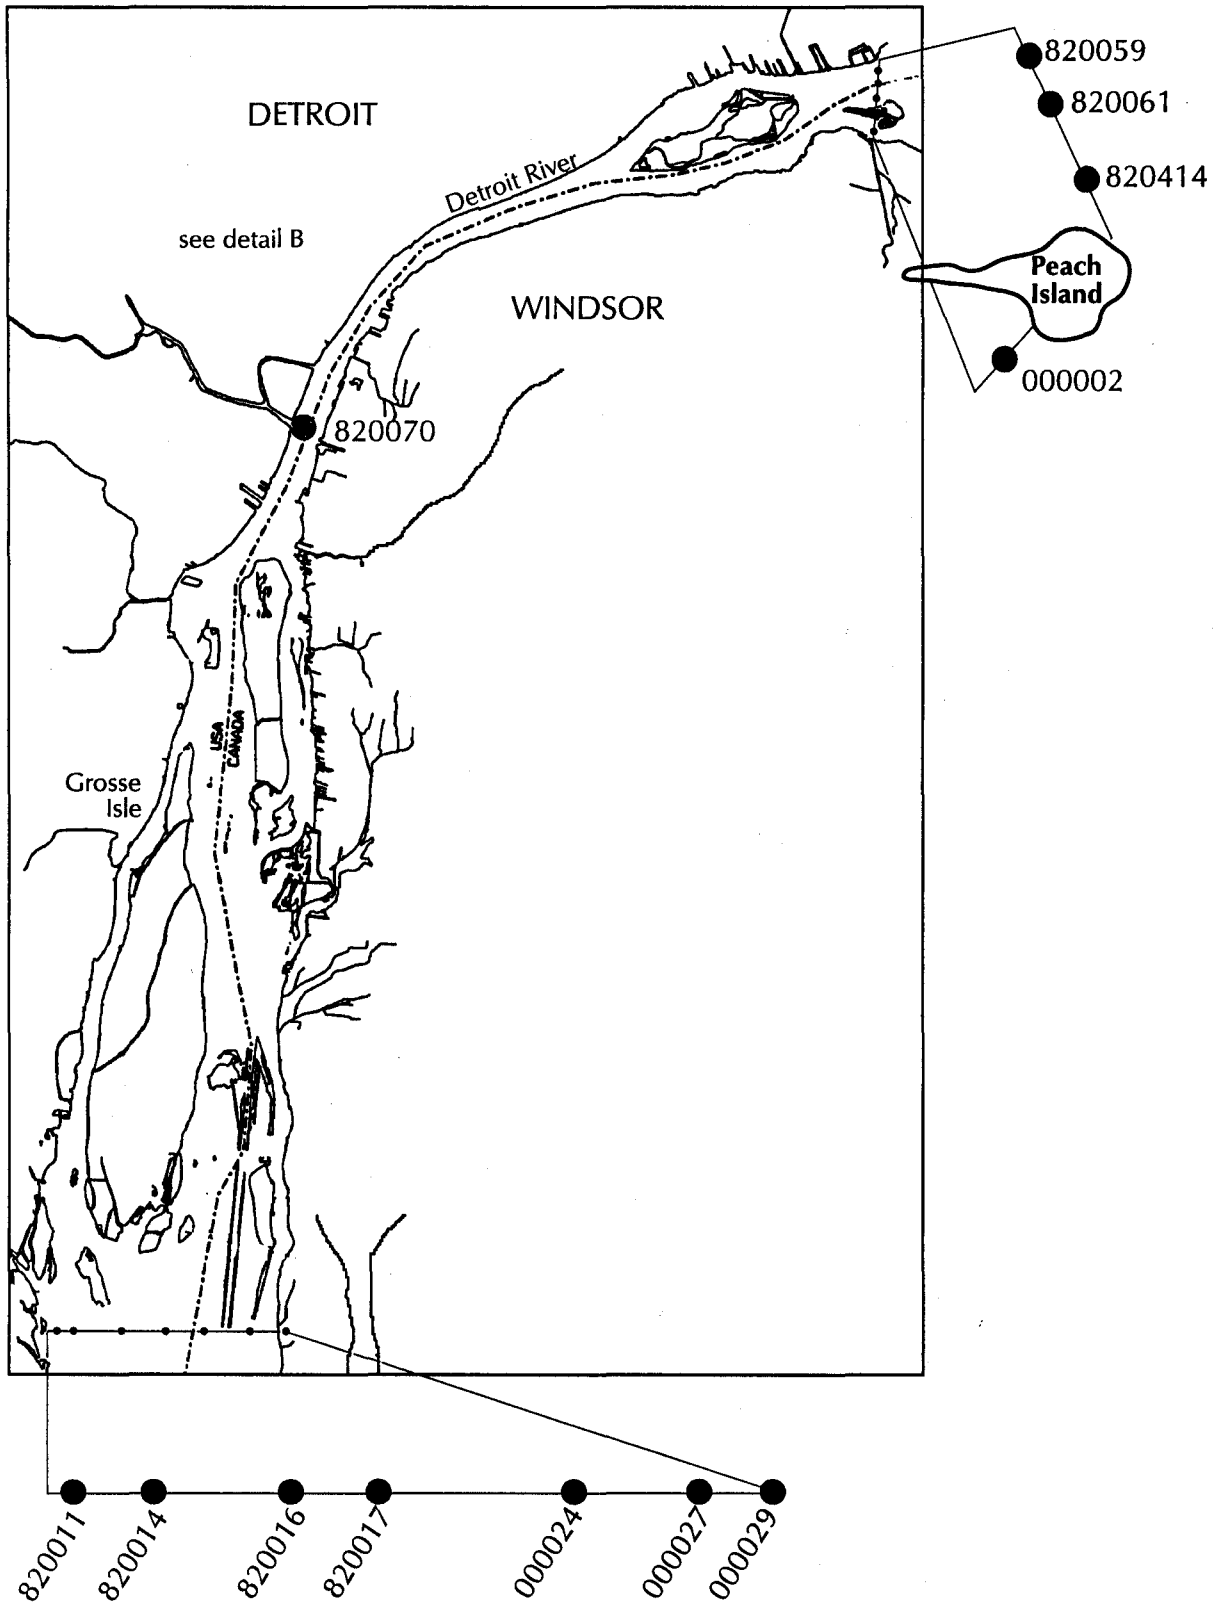 820059
DETROIT
820061
Detroit River
820414
see detail B
Peach
Island
WINDSOR
000002
820070
USA
CANADA
Grosse
Isle
820011
820014
820016
820017
000024
000027
000029